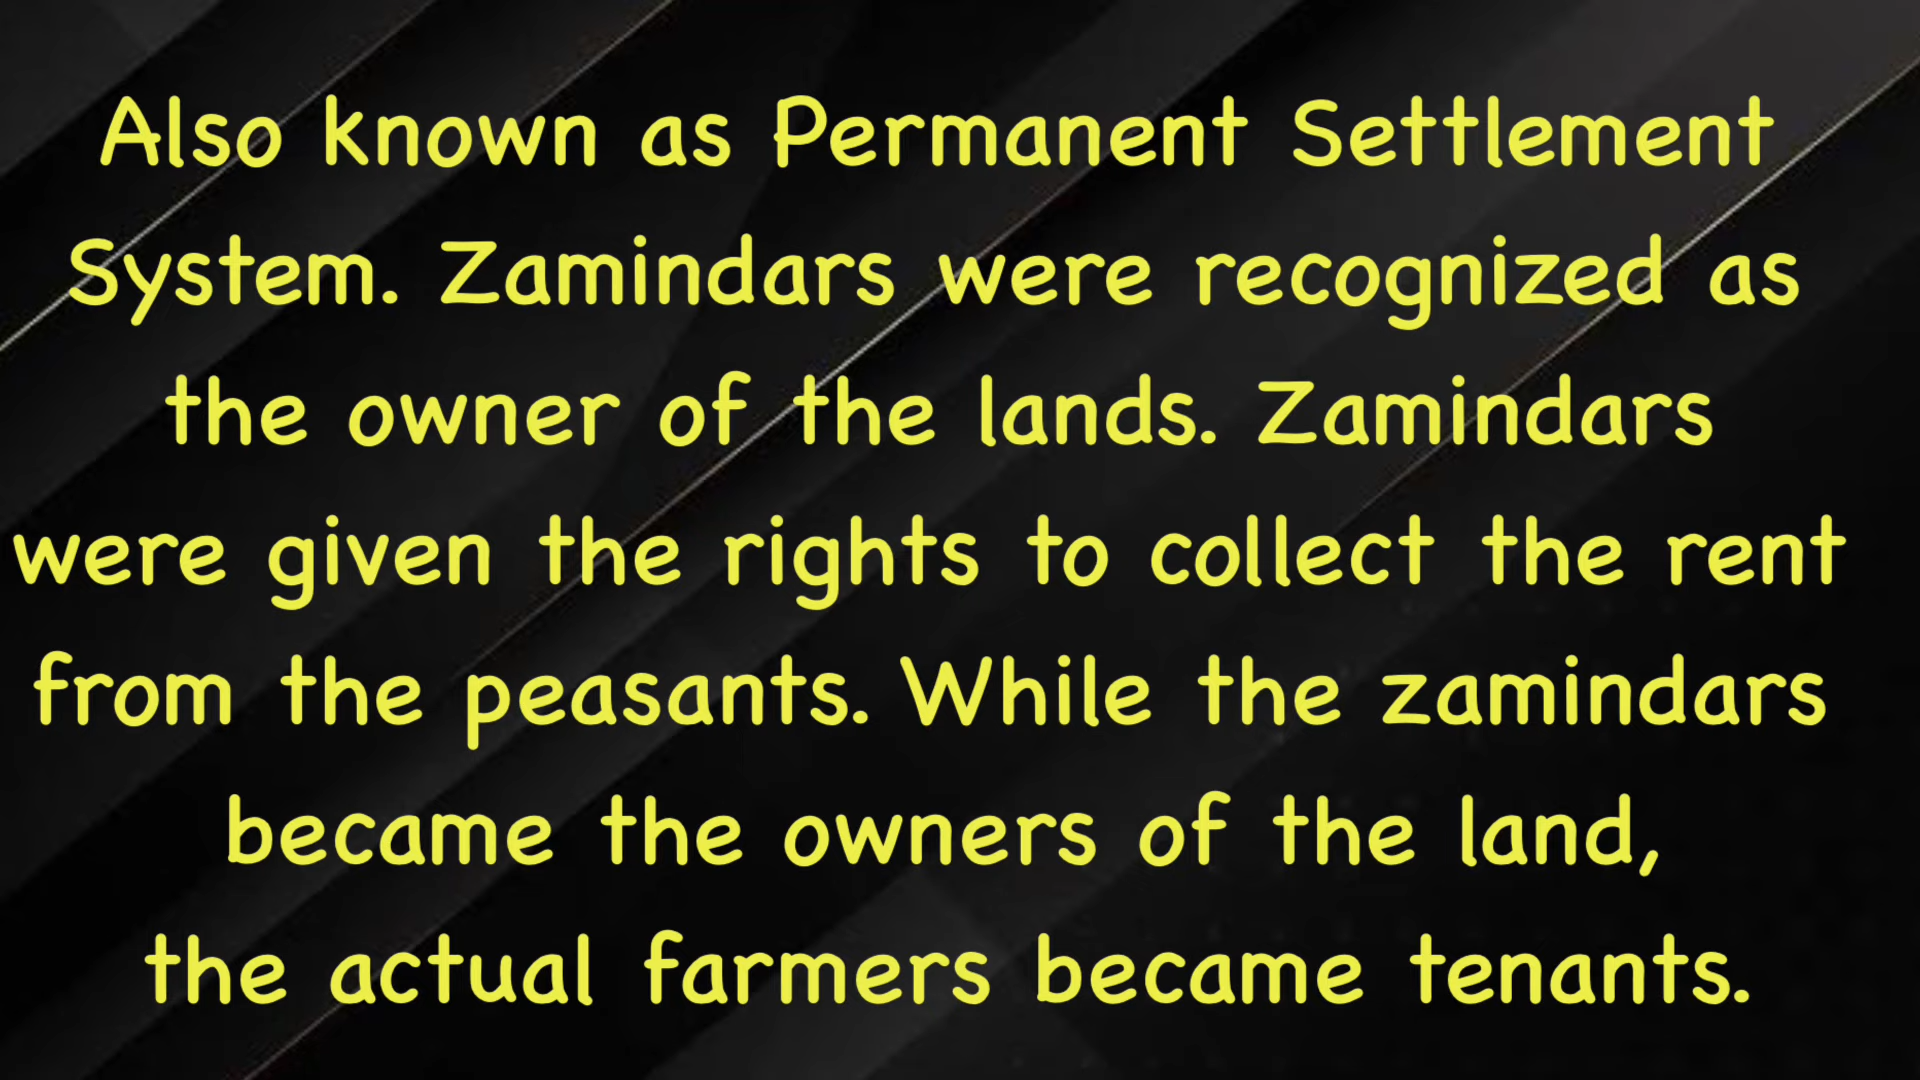 Also known as Permanent Settlement
System. Zamindars were recognized as
the owner of the lands. Zamindars
were given the rights to collect the rent
from the peasants. While the zamindars
became the owners of the land,
the actual farmers became tenants.